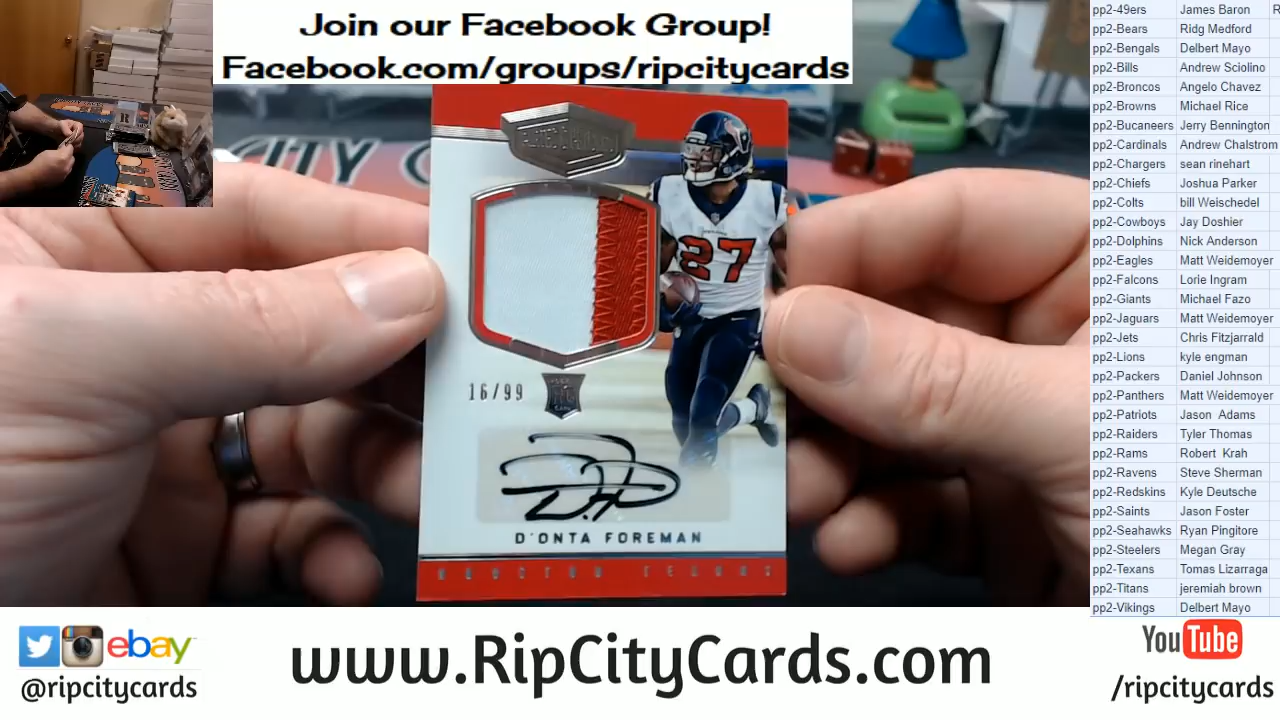 Join our Facebook Group!
Facebook.com/groups/ripcitycards
CITY
27
16/99
D'ONTA FOREMAN
HOUSTON TEXANS
pp2-49ers James Baron R
pp2-Bears Ridg Medford
pp2-Bengals Delbert Mayo
pp2-Bills Andrew Sciolino
pp2-Broncos Angelo Chavez
pp2-Browns Michael Rice
pp2-Bucaneers Jerry Bennington
pp2-Cardinals Andrew Chalstrom
pp2-Chargers sean rinehart
pp2-Chiefs Joshua Parker
pp2-Colts bill Weischedel
pp2-Cowboys Jay Doshier
pp2-Dolphins Nick Anderson
pp2-Eagles Matt Weidemoyer
pp2-Falcons Lorie Ingram
pp2-Giants Michael Fazo
pp2-Jaguars Matt Weidemoyer
pp2-Jets Chris Fitzjarrald
pp2-Lions kyle engman
pp2-Packers Daniel Johnson
pp2-Panthers Matt Weidemoyer
pp2-Patriots Jason Adams
pp2-Raiders Tyler Thomas
pp2-Rams Robert Krah
pp2-Ravens Steve Sherman
pp2-Redskins Kyle Deutsche
pp2-Saints Jason Foster
pp2-Seahawks Ryan Pingitore
pp2-Steelers Megan Gray
pp2-Texans Tomas Lizarraga
pp2-Titans jeremiah brown
pp2-Vikings Delbert Mayo
ebay
@ripcitycards
www.RipCityCards.com
YouTube
/ripcitycards